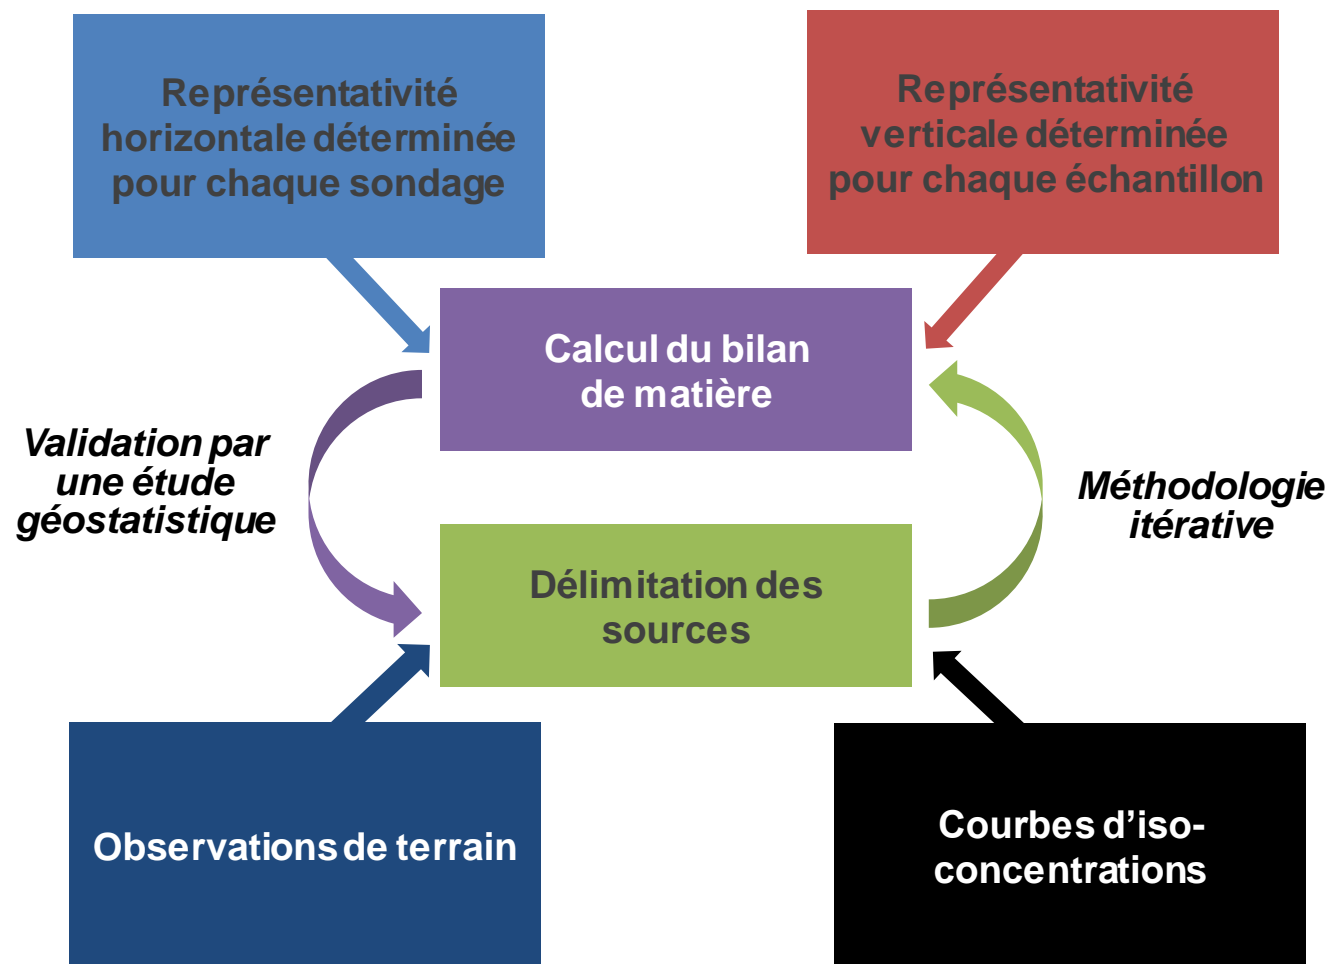 Représentativité
horizontale déterminée
pour chaque sondage
Représentativité
verticale déterminée
pour chaque échantillon
Calcul du bilan
de matière
Validation par
une étude
géostatistique
Méthodologie
itérative
Délimitation des
sources
Observations de terrain
Courbes d’iso-
concentrations